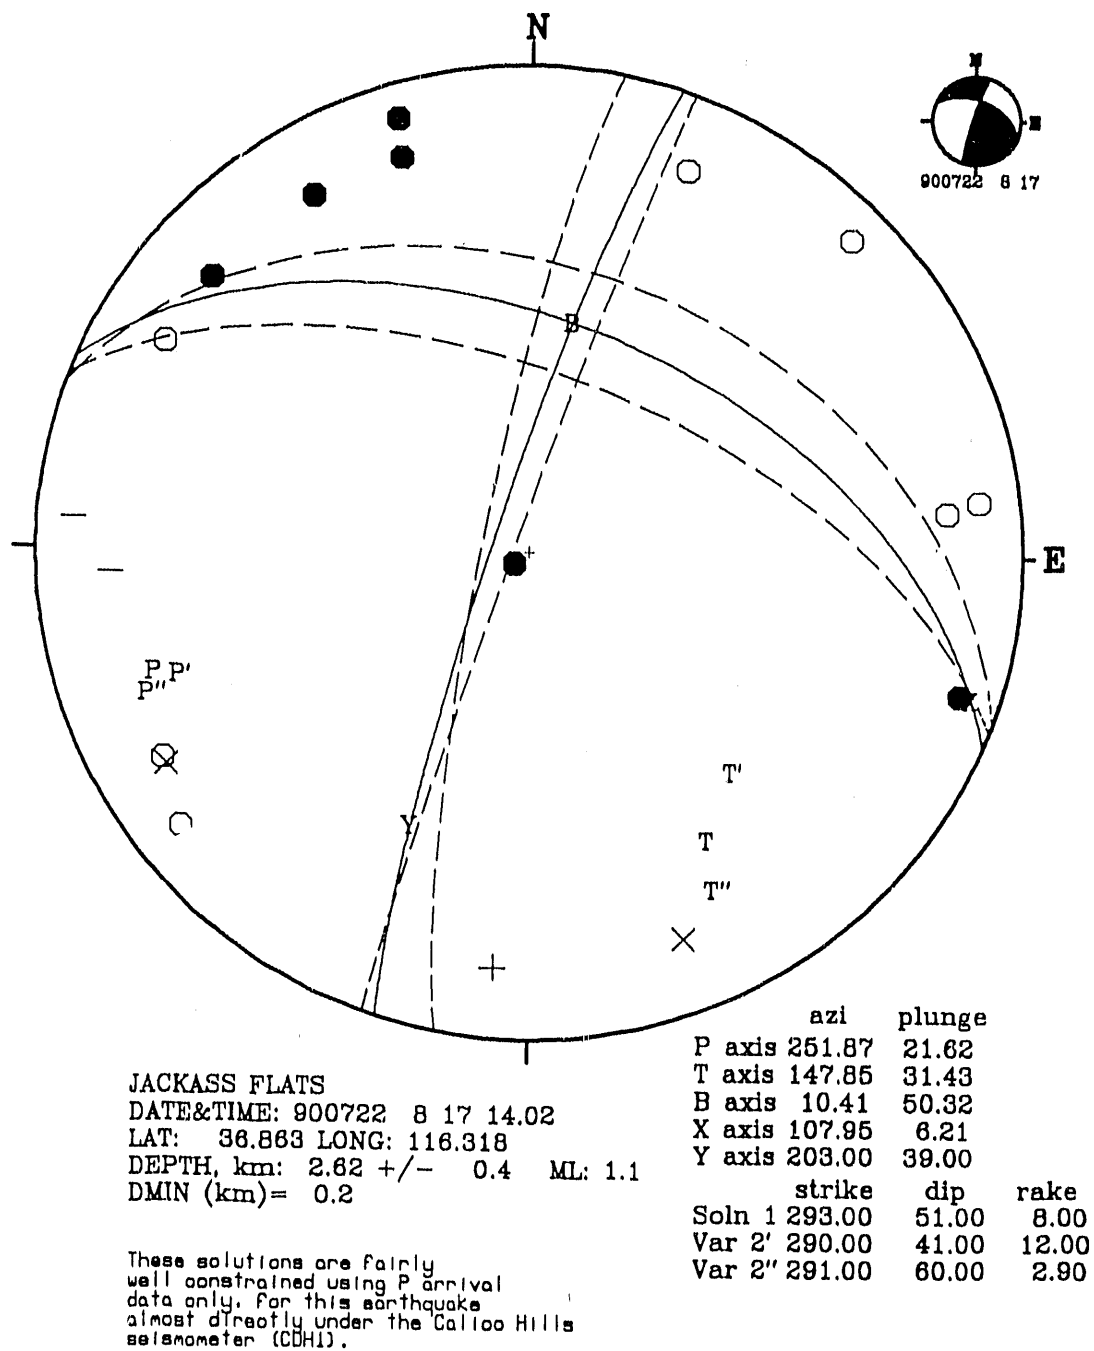 N
N
E
900722 8 17
B
E
P P'
P"
T'
Y
T
T"
azi plunge
P axis 251.87 21.62
T axis 147.85 31.43
B axis 10.41 50.32
X axis 107.95 6.21
Y axis 203.00 39.00
strike dip rake
Soln 1 293.00 51.00 8.00
Var 2' 290.00 41.00 12.00
Var 2" 291.00 60.00 2.90
JACKASS FLATS
DATE&TIME: 900722 8 17 14.02
LAT: 36.863 LONG: 116.318
DEPTH, km: 2.62 +/- 0.4 ML: 1.1
DMIN (km)= 0.2
These solutions are fairly
well constrained using P arrival
data only, for this earthquake
almost directly under the Calico Hills
seismometer (CDH1).